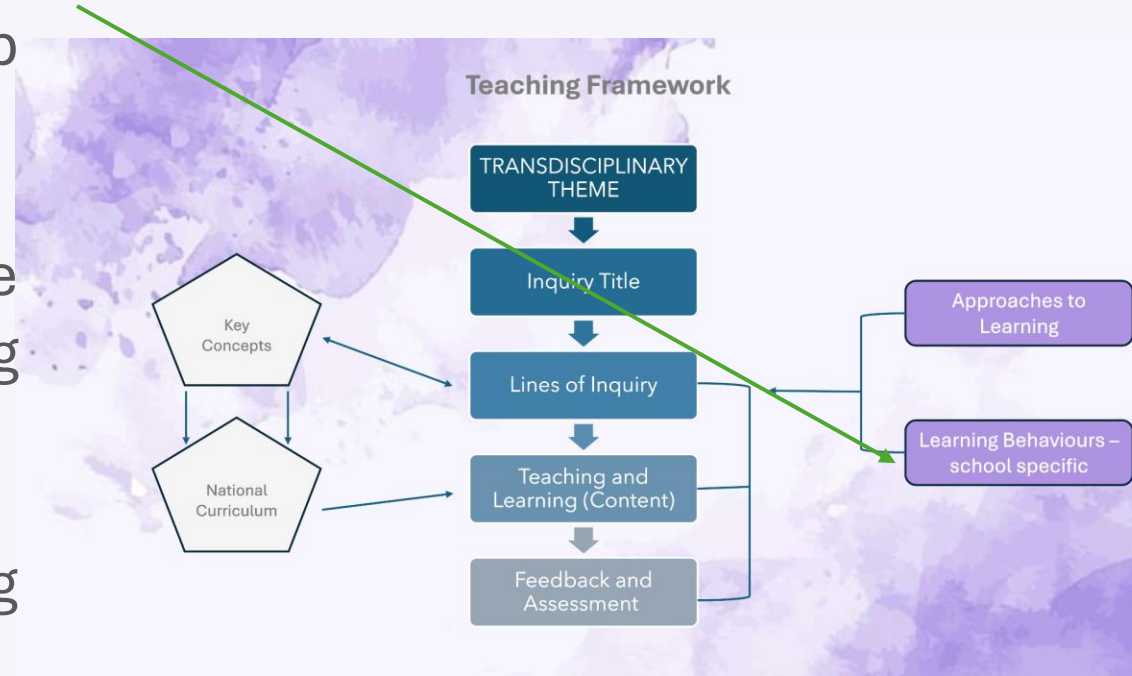 Teaching Framework
TRANSDISCIPLINARY
THEME
Inquiry Title
Key
Concepts
Lines of Inquiry
Approaches to
Learning
Learning Behaviours –
school specific
National
Curriculum
Teaching and
Learning (Content)
Feedback and
Assessment